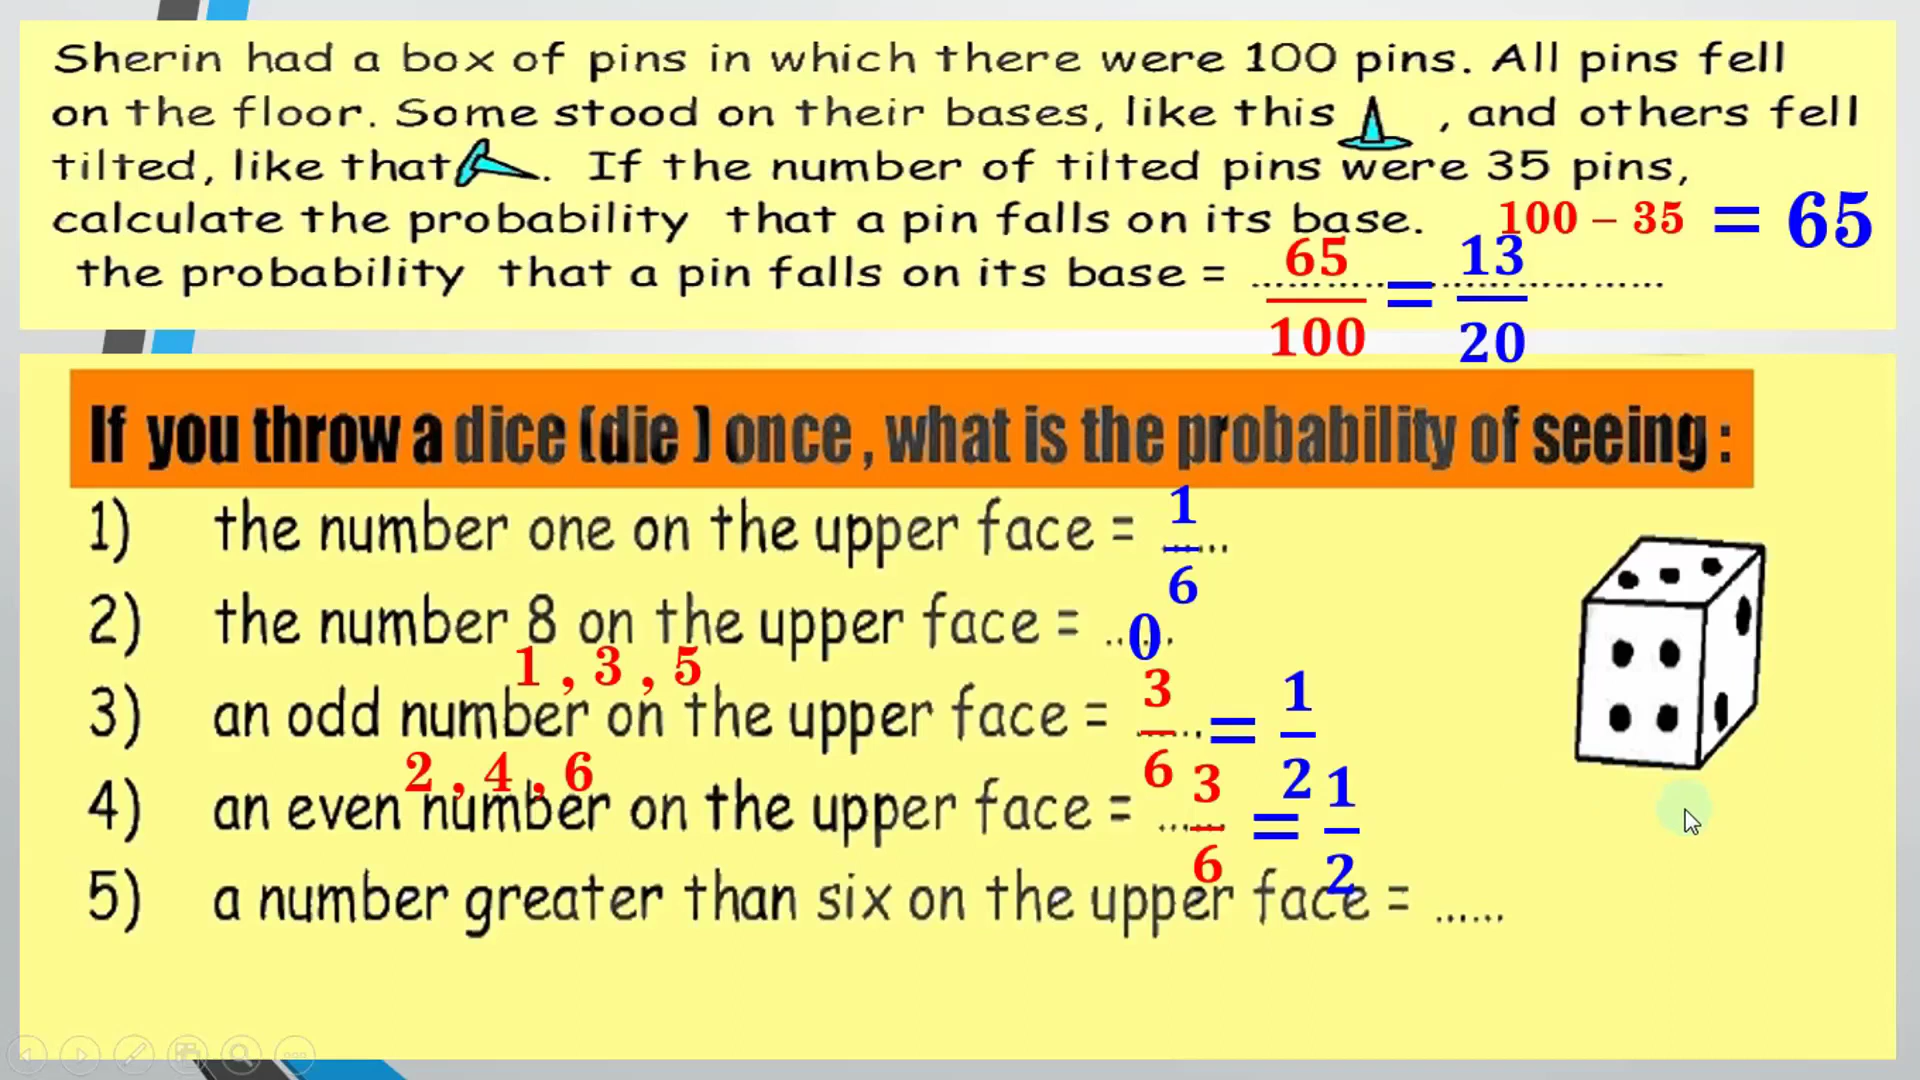 Sherin had a box of pins in which there were 100 pins. All pins fell
on the floor. Some stood on their bases, like this , and others fell
tilted, like that . If the number of tilted pins were 35 pins,
calculate the probability that a pin falls on its base. 100 – 35 = 65
the probability that a pin falls on its base = 65/100 = 13/20
If you throw a dice (die ) once , what is the probability of seeing :
1) the number one on the upper face = 1/6
2) the number 8 on the upper face = ..0..
1 , 3 , 5
3) an odd number on the upper face = 3/6 = 1/2
2 , 4 , 6
4) an even number on the upper face = 3/6 = 1/2
5) a number greater than six on the upper face = ......